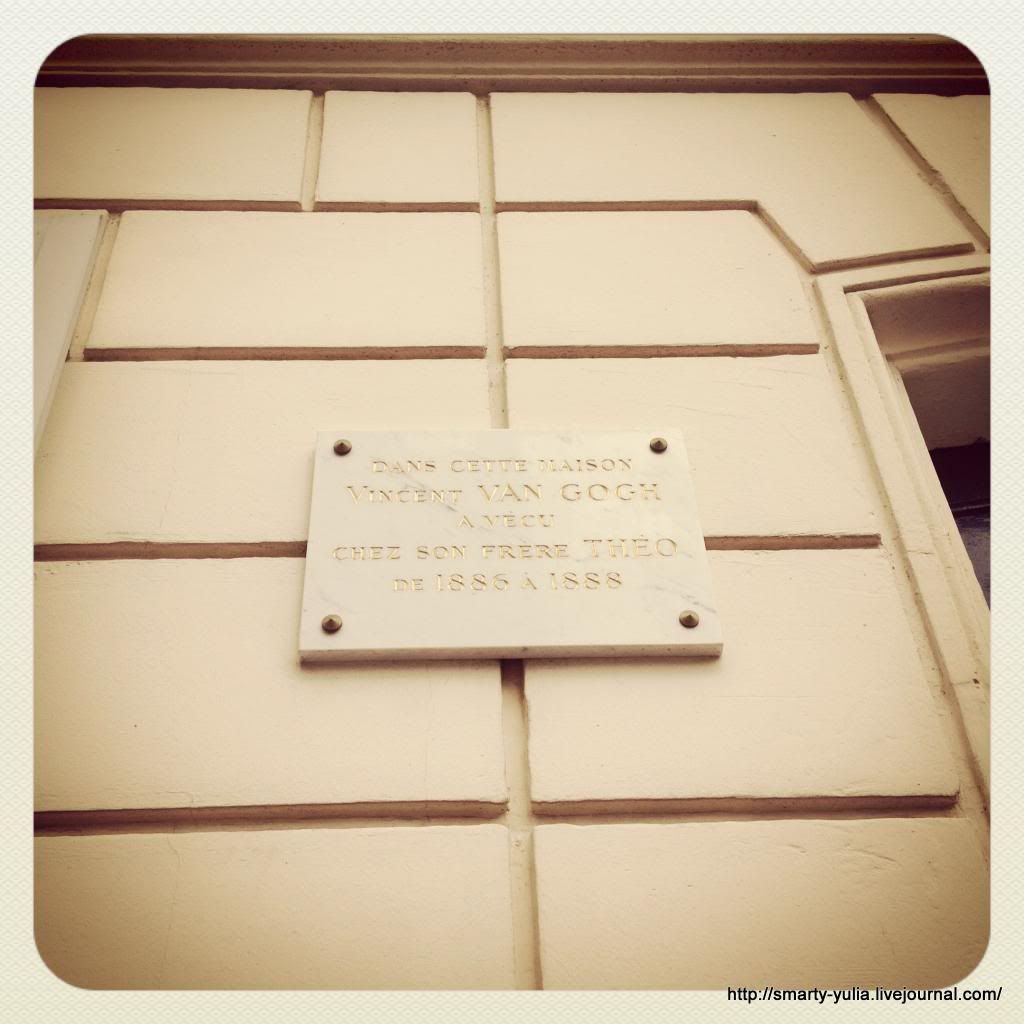 DANS CETTE MAISON
VINCENT VAN GOGH
A VÉCU
CHEZ SON FRÈRE THÉO
DE 1886 À 1888
http://smarty-yulia.livejournal.com/